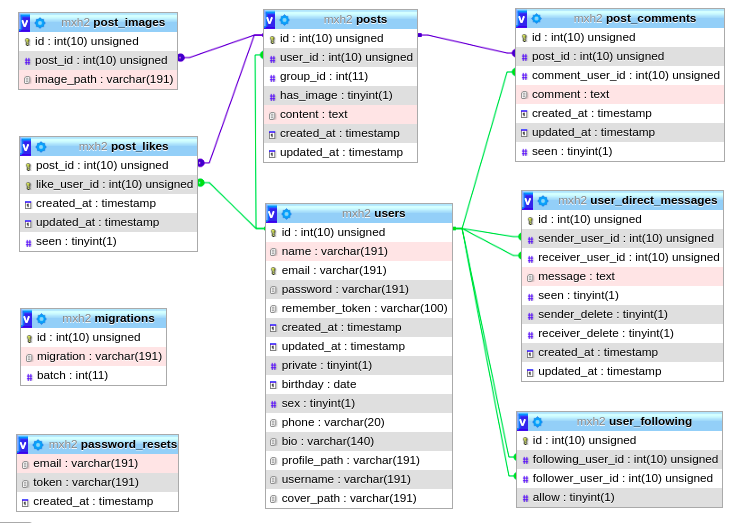 mxh2 post_images
id : int(10) unsigned
post_id : int(10) unsigned
image_path : varchar(191)
mxh2 post_likes
post_id : int(10) unsigned
like_user_id : int(10) unsigned
created_at : timestamp
updated_at : timestamp
seen : tinyint(1)
mxh2 migrations
id : int(10) unsigned
migration : varchar(191)
batch : int(11)
mxh2 password_resets
email : varchar(191)
token : varchar(191)
created_at : timestamp
mxh2 posts
id : int(10) unsigned
user_id : int(10) unsigned
group_id : int(11)
has_image : tinyint(1)
content : text
created_at : timestamp
updated_at : timestamp
mxh2 users
id : int(10) unsigned
name : varchar(191)
email : varchar(191)
password : varchar(191)
remember_token : varchar(100)
created_at : timestamp
updated_at : timestamp
private : tinyint(1)
birthday : date
sex : tinyint(1)
phone : varchar(20)
bio : varchar(140)
profile_path : varchar(191)
username : varchar(191)
cover_path : varchar(191)
mxh2 post_comments
id : int(10) unsigned
post_id : int(10) unsigned
comment_user_id : int(10) unsigned
comment : text
created_at : timestamp
updated_at : timestamp
seen : tinyint(1)
mxh2 user_direct_messages
id : int(10) unsigned
sender_user_id : int(10) unsigned
receiver_user_id : int(10) unsigned
message : text
seen : tinyint(1)
sender_delete : tinyint(1)
receiver_delete : tinyint(1)
created_at : timestamp
updated_at : timestamp
mxh2 user_following
id : int(10) unsigned
following_user_id : int(10) unsigned
follower_user_id : int(10) unsigned
allow : tinyint(1)